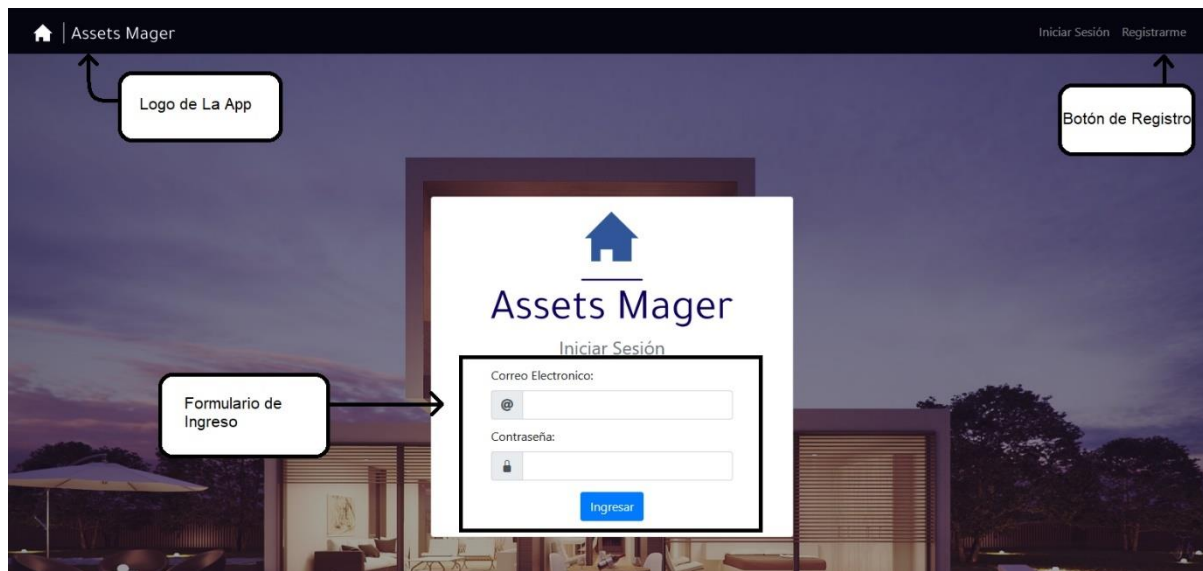 Assets Mager
Iniciar Sesión Registrarme
Logo de La App
Botón de Registro
Assets Mager
Iniciar Sesión
Correo Electronico:
@
Formulario de
Ingreso
Contraseña:
Ingresar